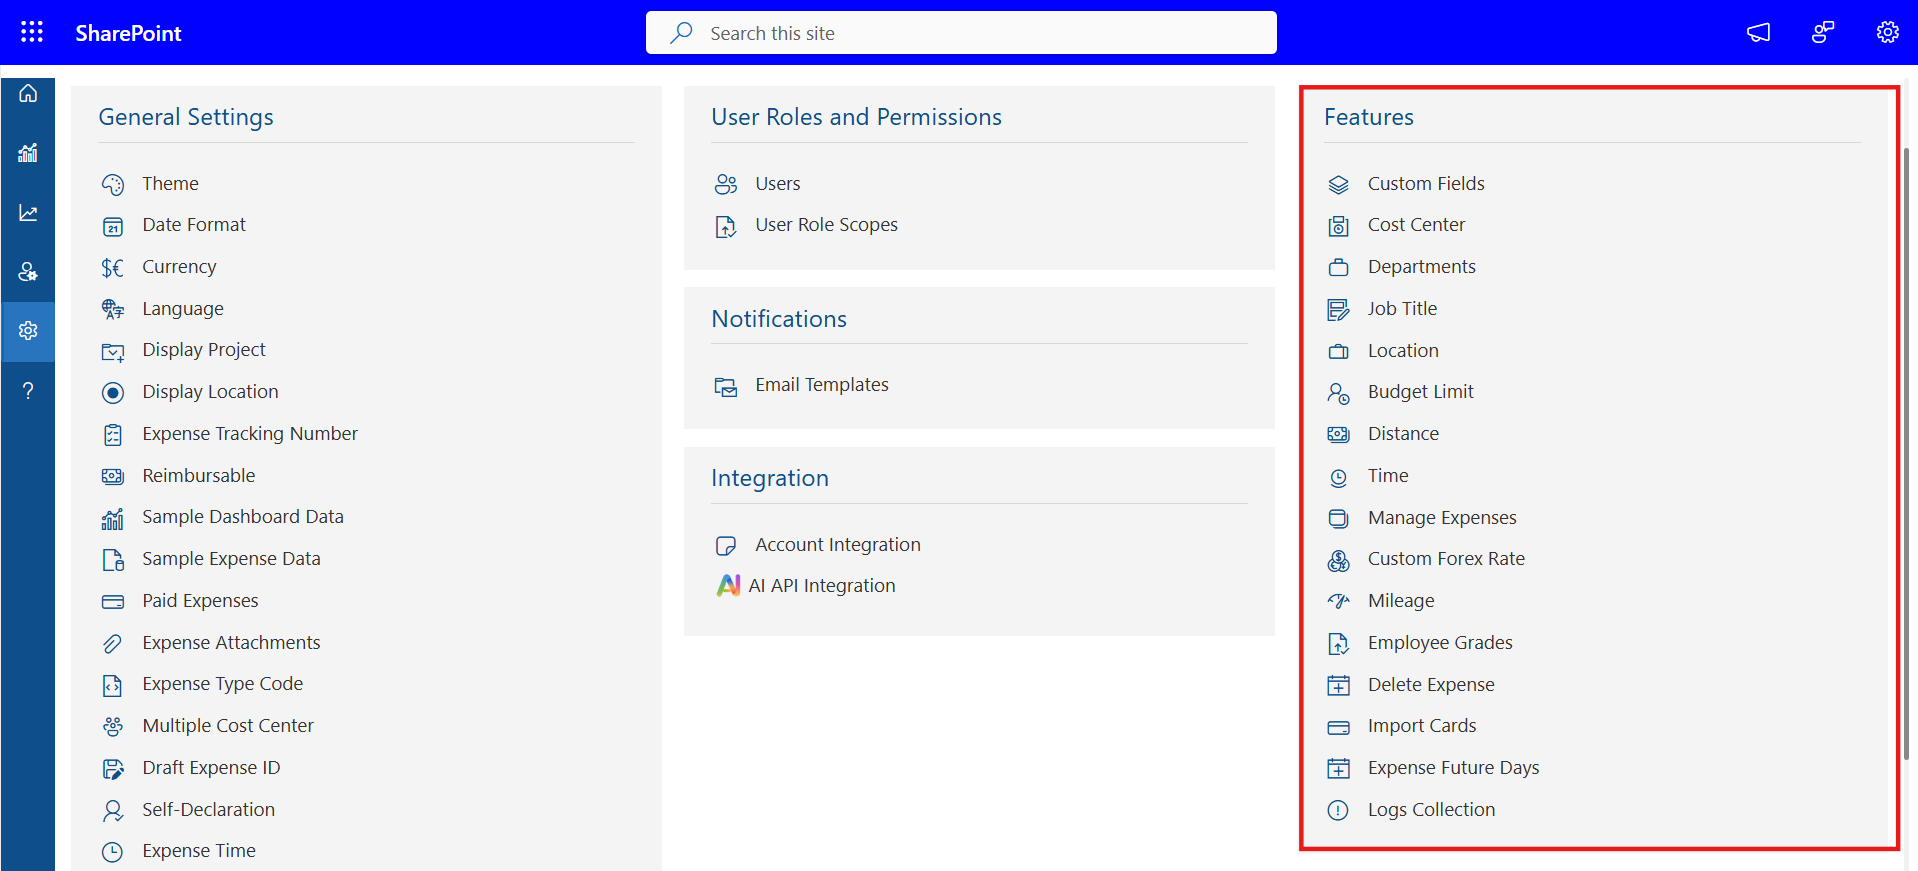 SharePoint
Search this site
General Settings
Theme
Date Format
Currency
Language
Display Project
Display Location
Expense Tracking Number
Reimbursable
Sample Dashboard Data
Sample Expense Data
Paid Expenses
Expense Attachments
Expense Type Code
Multiple Cost Center
Draft Expense ID
Self-Declaration
Expense Time
User Roles and Permissions
Users
User Role Scopes
Notifications
Email Templates
Integration
Account Integration
AI API Integration
Features
Custom Fields
Cost Center
Departments
Job Title
Location
Budget Limit
Distance
Time
Manage Expenses
Custom Forex Rate
Mileage
Employee Grades
Delete Expense
Import Cards
Expense Future Days
Logs Collection